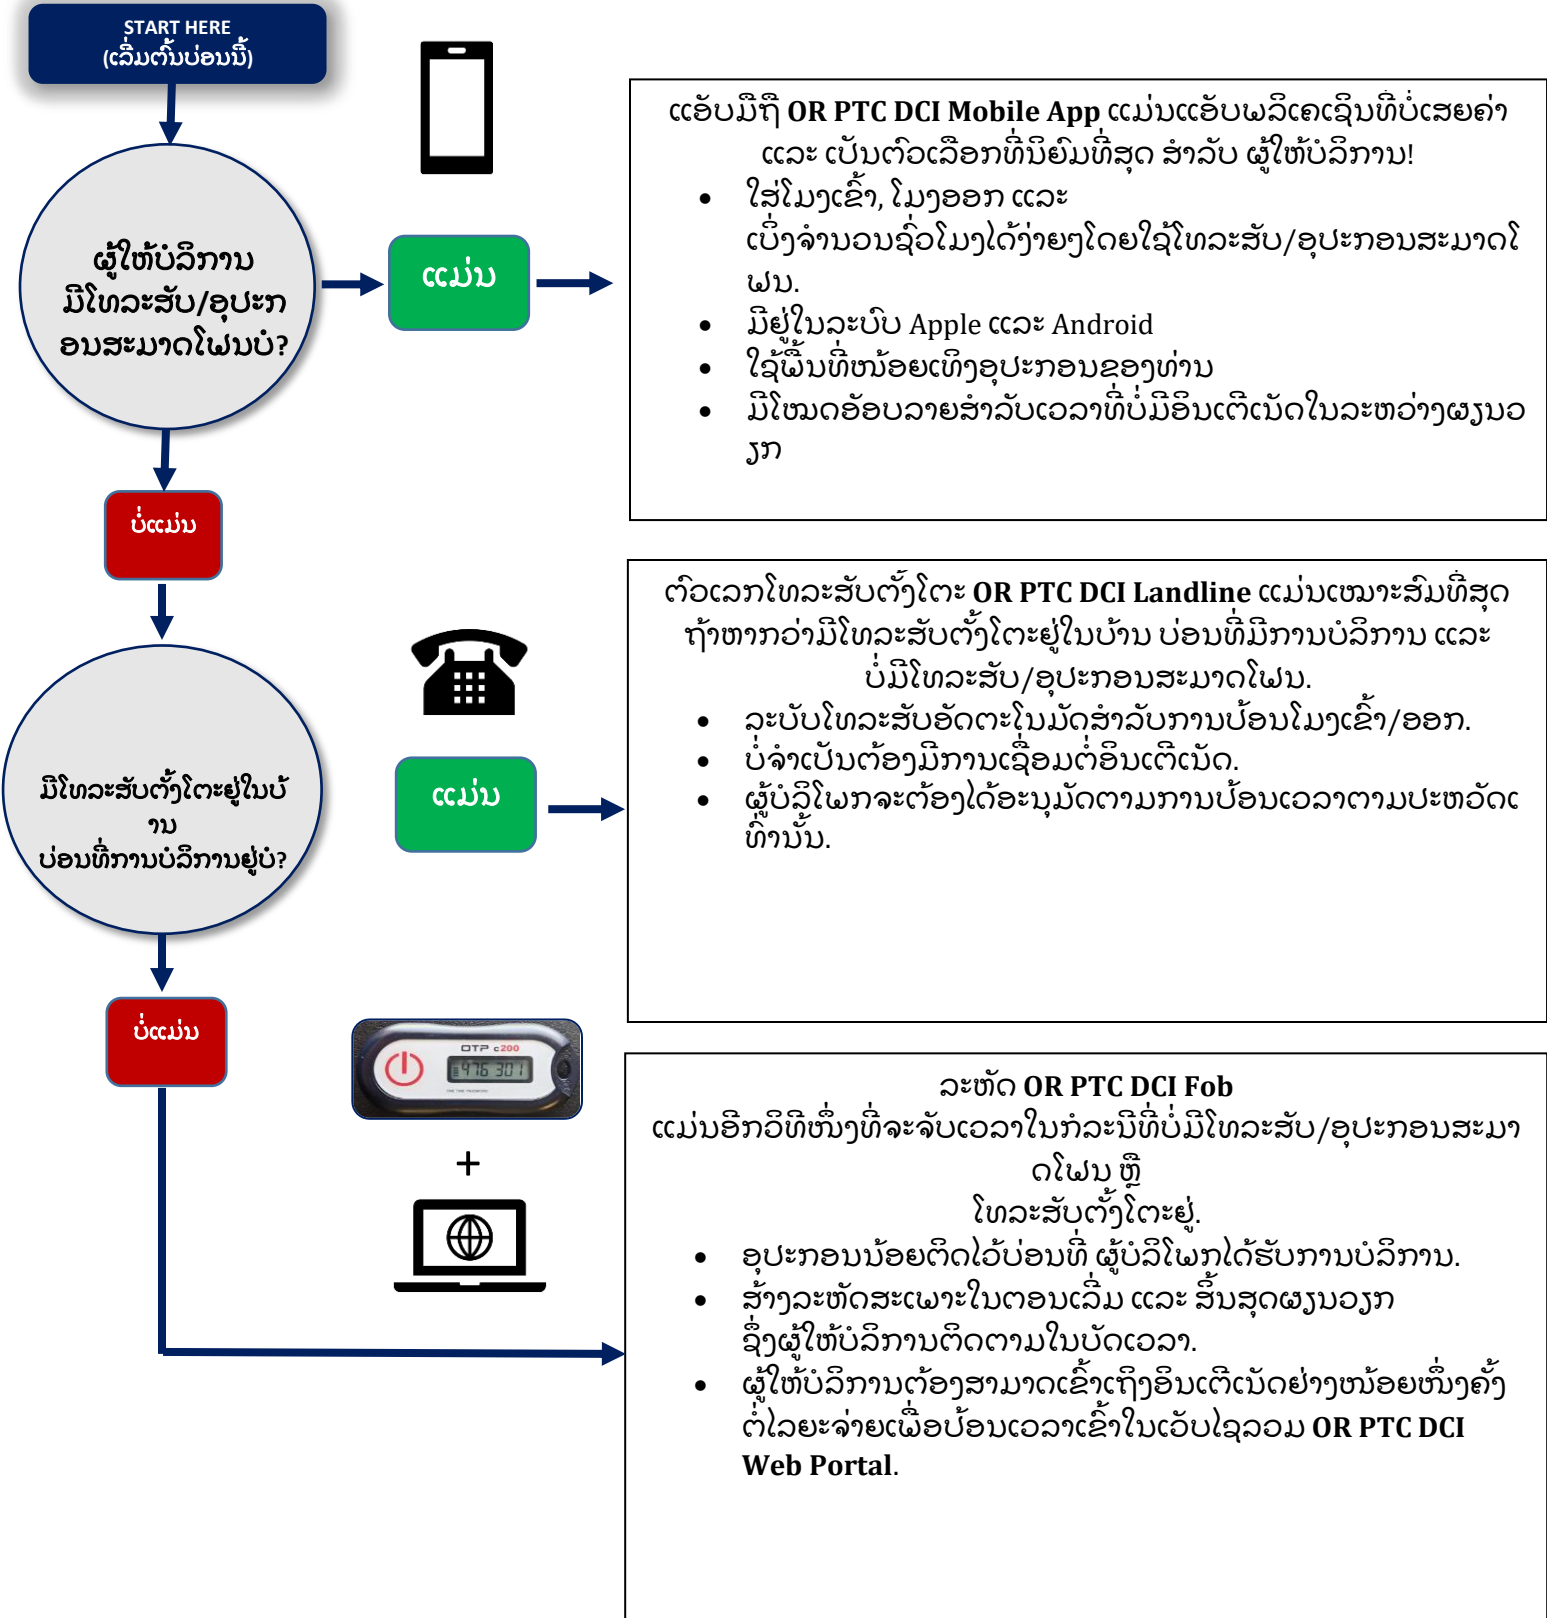 START HERE
(ເລີ່ມຕົ້ນບ່ອນນີ້)
ແອັບມືຖື OR PTC DCI Mobile App ແມ່ນແອັບພລິເຄເຊິນທີ່ບໍ່ເສຍຄ່າ
ແລະ ເປັນຕົວເລືອກທີ່ນິຍົມທີ່ສຸດ ສຳລັບ ຜູ້ໃຫ້ບໍລິການ!
• ໃສ່ໂມງເຂົ້າ, ໂມງອອກ ແລະ
ເບິ່ງຈຳນວນຊົ່ວໂມງໄດ້ງ່າຍໆໂດຍໃຊ້ໂທລະສັບ/ອຸປະກອນສະມາດໂ
ຟນ.
• ມີຢູ່ໃນລະບົບ Apple ແລະ Android
• ໃຊ້ພື້ນທີ່ໜ້ອຍເທິງອຸປະກອນຂອງທ່ານ
• ມີໂໝດອັອບລາຍສຳລັບເວລາທີ່ບໍ່ມີອິນເຕີເນັດໃນລະຫວ່າງຜຽນວ
ຽກ
ຜູ້ໃຫ້ບໍລິການ
ມີໂທລະສັບ/ອຸປະກ
ອນສະມາດໂຟນບໍ?
ແມ່ນ
ບໍ່ແມ່ນ
ຕົວເລກໂທລະສັບຕັ້ງໂຕະ OR PTC DCI Landline ແມ່ນເໝາະສົມທີ່ສຸດ
ຖ້າຫາກວ່າມີໂທລະສັບຕັ້ງໂຕະຢູ່ໃນບ້ານ ບ່ອນທີ່ມີການບໍລິການ ແລະ
ບໍ່ມີໂທລະສັບ/ອຸປະກອນສະມາດໂຟນ.
• ລະບັບໂທລະສັບອັດຕະໂນມັດສຳລັບການປ້ອນໂມງເຂົ້າ/ອອກ.
• ບໍ່ຈຳເປັນຕ້ອງມີການເຊື່ອມຕໍ່ອິນເຕີເນັດ.
• ຜູ້ບໍລິໂພກຈະຕ້ອງໄດ້ອະນຸມັດຕາມການປ້ອນເວລາຕາມປະຫວັດເ
ທົ່ານັ້ນ.
ມີໂທລະສັບຕັ້ງໂຕະຢູ່ໃນບ້
ານ
ບ່ອນທີ່ການບໍລິການຢູ່ບໍ?
ແມ່ນ
ບໍ່ແມ່ນ
OTP c200
976 301
+
ລະຫັດ OR PTC DCI Fob
ແມ່ນອີກວິທີໜຶ່ງທີ່ຈະຈັບເວລາໃນກໍລະນີທີ່ບໍ່ມີໂທລະສັບ/ອຸປະກອນສະມາ
ດໂຟນ ຫຼື
ໂທລະສັບຕັ້ງໂຕະຢູ່.
• ອຸປະກອນນ້ອຍຕິດໄວ້ບ່ອນທີ່ ຜູ້ບໍລິໂພກໄດ້ຮັບການບໍລິການ.
• ສ້າງລະຫັດສະເພາະໃນຕອນເລີ່ມ ແລະ ສິ້ນສຸດຜຽນວຽກ
ຊຶ່ງຜູ້ໃຫ້ບໍລິການຕິດຕາມໃນບັດເວລາ.
• ຜູ້ໃຫ້ບໍລິການຕ້ອງສາມາດເຂົ້າເຖິງອິນເຕີເນັດຢ່າງໜ້ອຍໜຶ່ງຄັ້ງ
ຕໍ່ໄລຍະຈ່າຍເພື່ອປ້ອນເວລາເຂົ້າໃນເວັບໄຊລວມ OR PTC DCI
Web Portal.